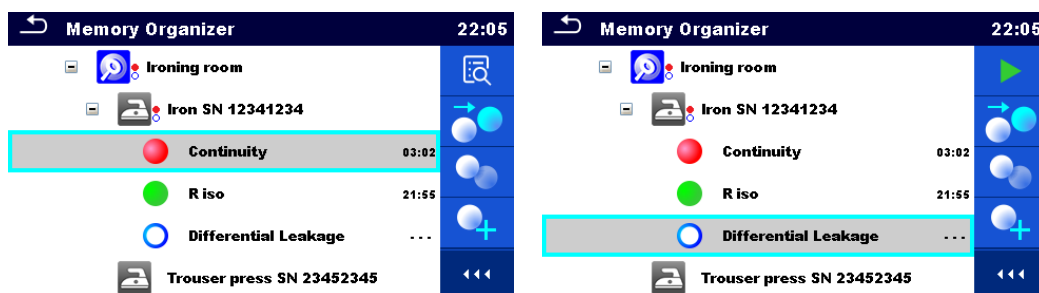 Memory Organizer 22:05
Ironing room
Iron SN 12341234
Continuity 03:02
R iso 21:55
Differential Leakage ---
Trouser press SN 23452345
Memory Organizer 22:05
Ironing room
Iron SN 12341234
Continuity 03:02
R iso 21:55
Differential Leakage ---
Trouser press SN 23452345